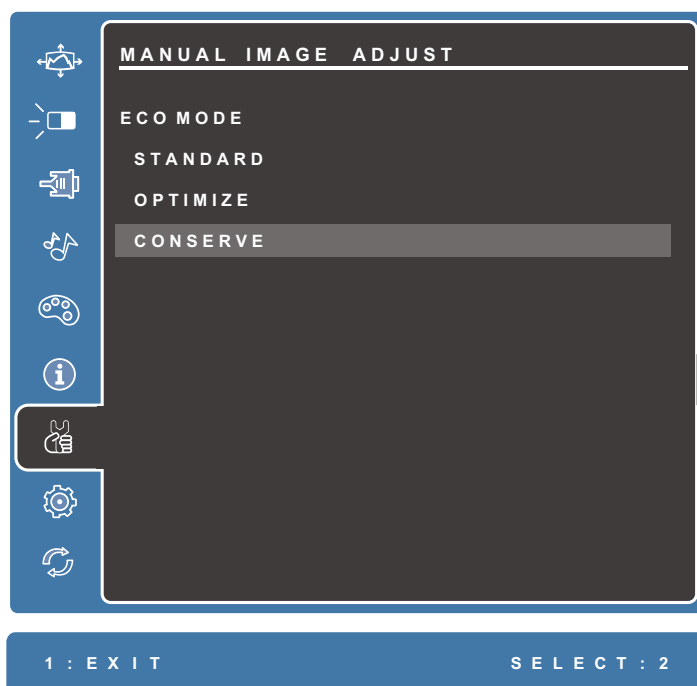 MANUAL IMAGE ADJUST
ECO MODE
STANDARD
OPTIMIZE
CONSERVE
1 : EXIT SELECT : 2